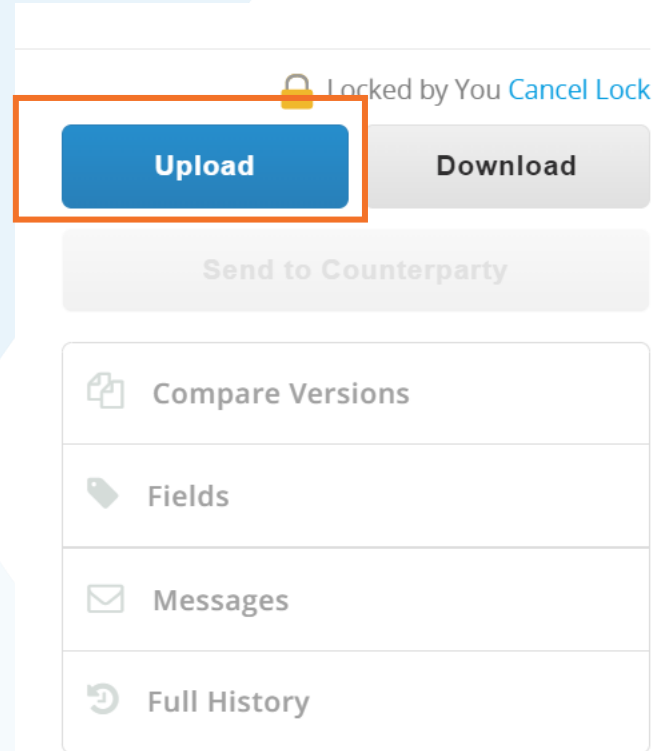 Locked by You Cancel Lock
Upload Download
Send to Counterparty
Compare Versions
Fields
Messages
Full History